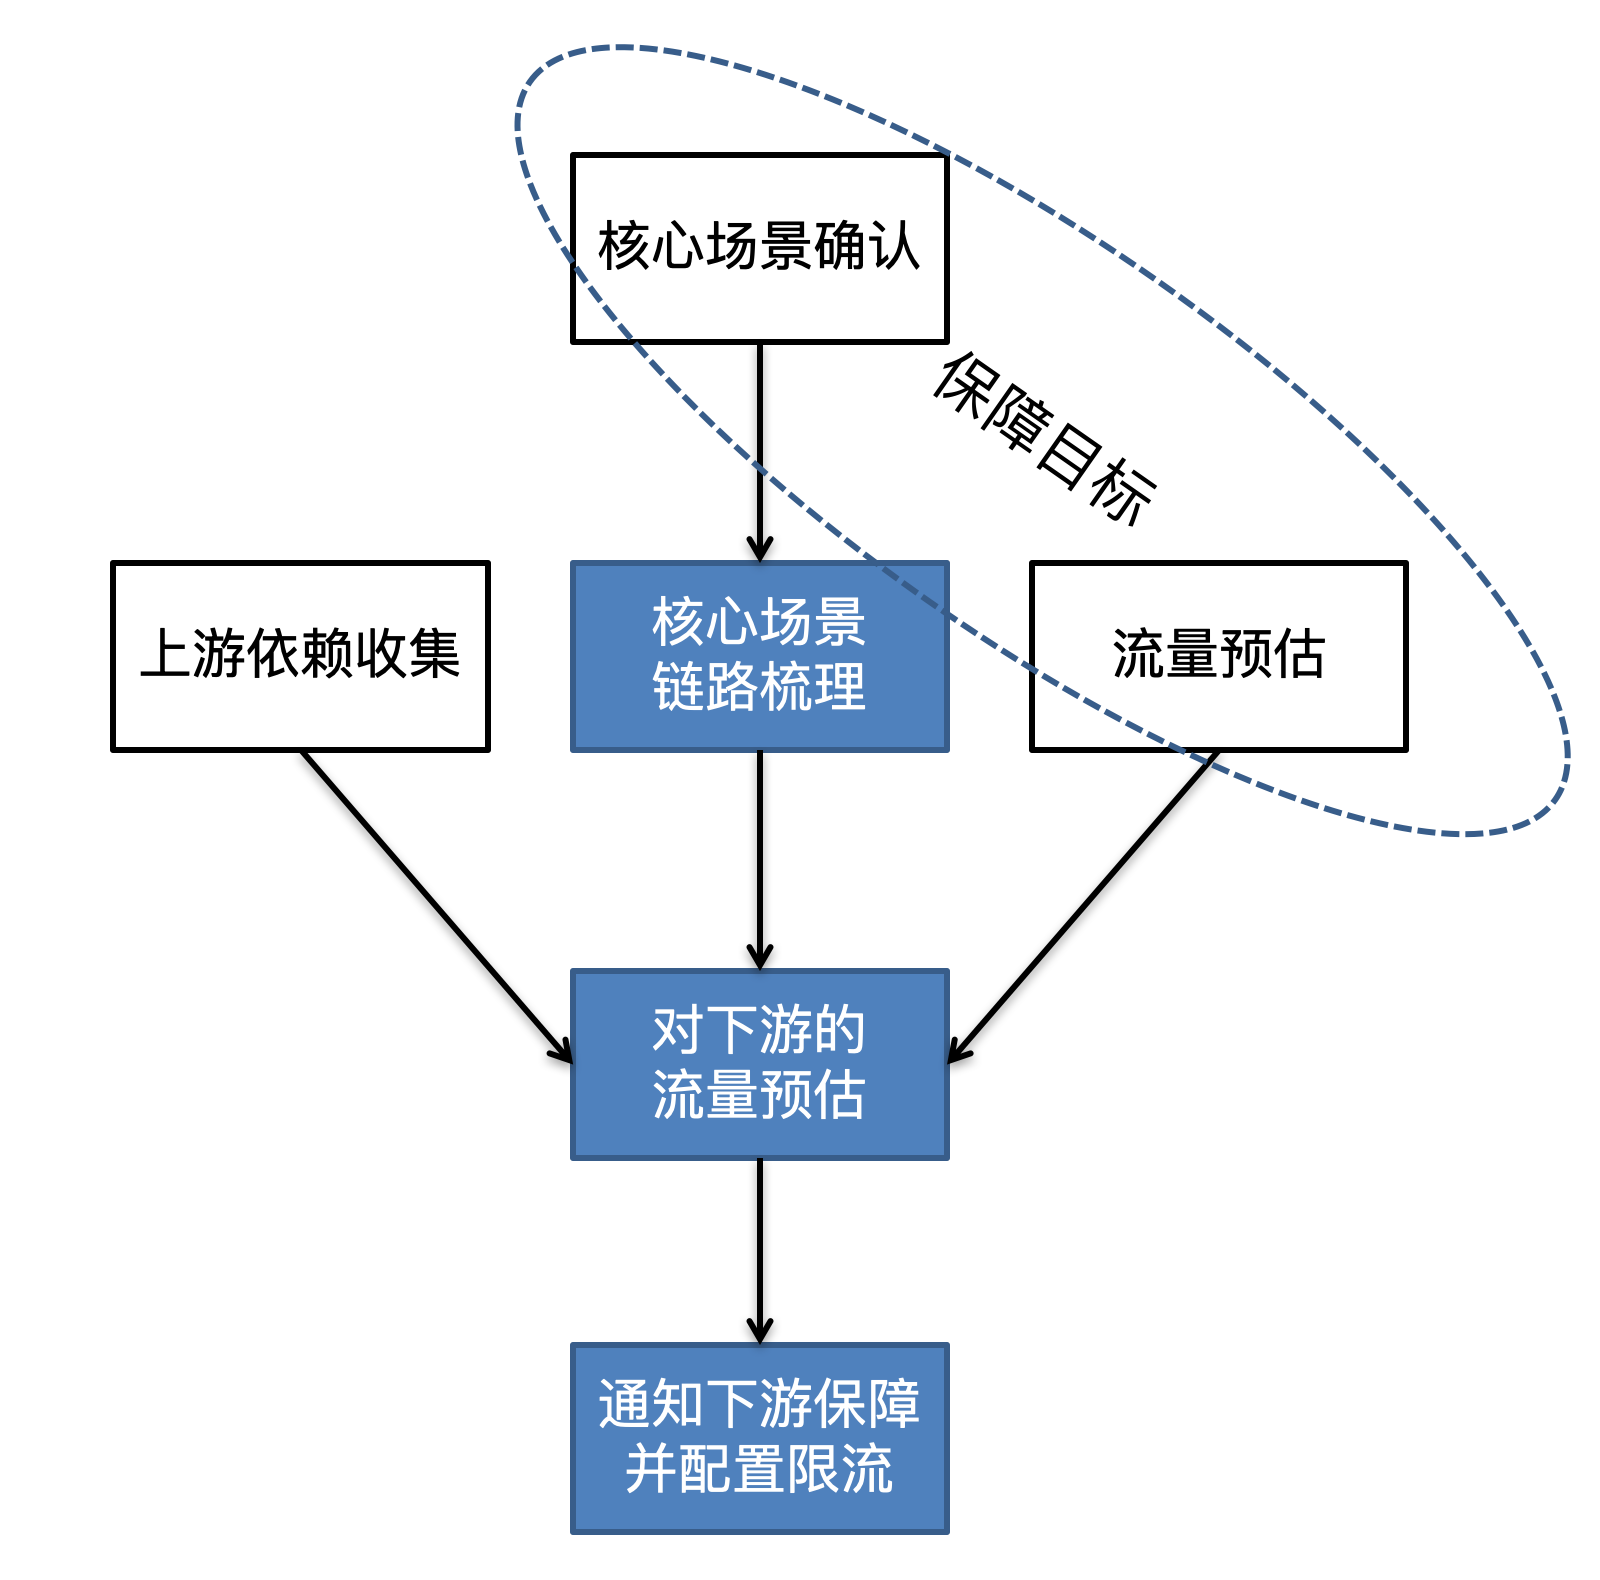 核心场景确认
保障目标
上游依赖收集
核心场景
链路梳理
流量预估
对下游的
流量预估
通知下游保障
并配置限流